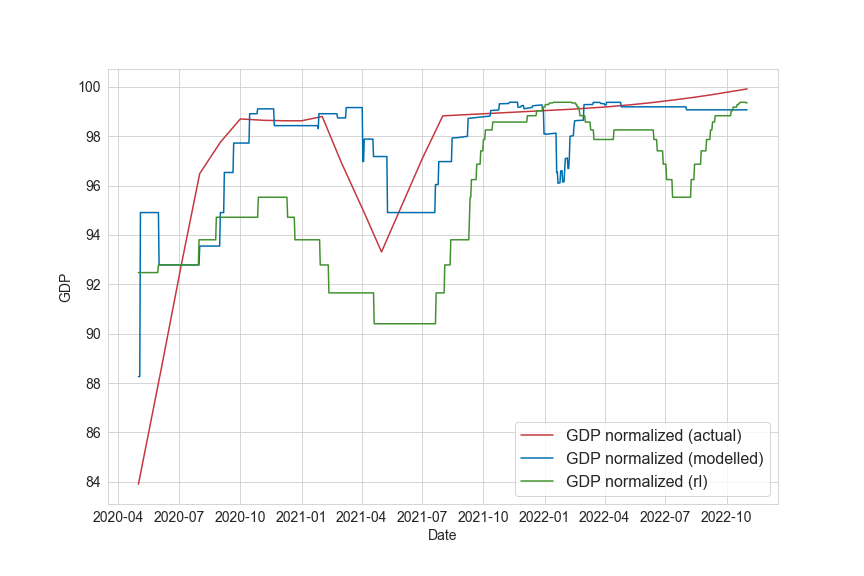 100
98
96
94
92
90
88
86
84
GDP
GDP normalized (actual)
GDP normalized (modelled)
GDP normalized (rl)
2020-04 2020-07 2020-10 2021-01 2021-04 2021-07 2021-10 2022-01 2022-04 2022-07 2022-10
Date